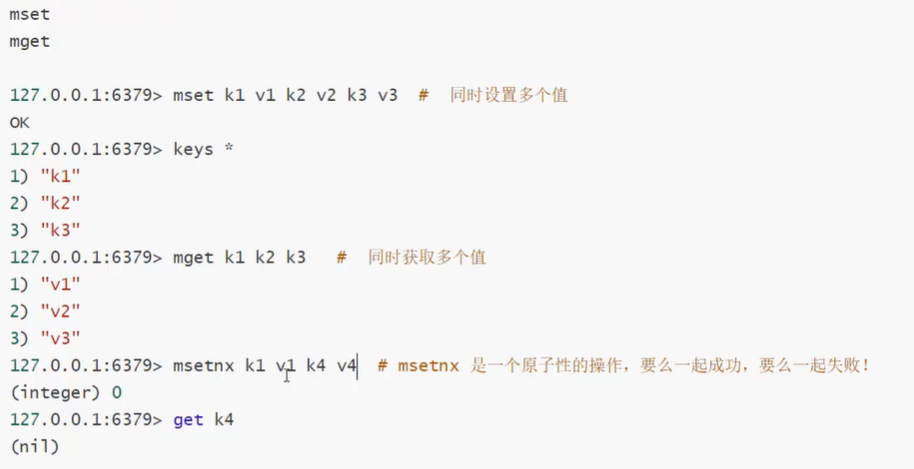 mset
mget
127.0.0.1:6379> mset k1 v1 k2 v2 k3 v3 # 同时设置多个值
OK
127.0.0.1:6379> keys *
1) "k1"
2) "k2"
3) "k3"
127.0.0.1:6379> mget k1 k2 k3 # 同时获取多个值
1) "v1"
2) "v2"
3) "v3"
127.0.0.1:6379> msetnx k1 v1 k4 v4 # msetnx 是一个原子性的操作，要么一起成功，要么一起失败！
(integer) 0
127.0.0.1:6379> get k4
(nil)